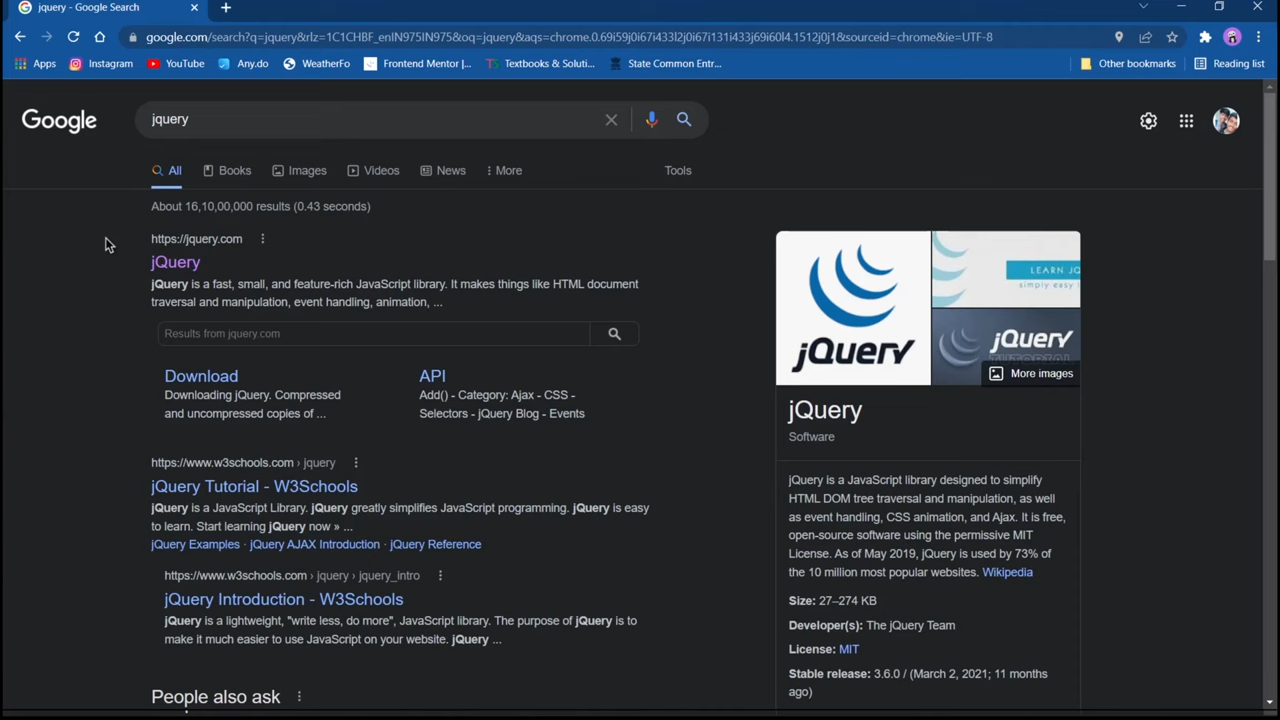 jquery - Google Search
google.com/search?q=jquery&rlz=1C1CHBF_enIN975IN975&oq=jquery&aqs=chrome.0.69i59j0i67i433l2j0i67i131i433j69i60l4.1512j0j1&sourceid=chrome&ie=UTF-8
Apps Instagram YouTube Any.do WeatherFo Frontend Mentor |... TS Textbooks & Soluti... State Common Entr... Other bookmarks Reading list
Google jquery
All Books Images Videos News More Tools
About 16,10,00,000 results (0.43 seconds)
https://jquery.com
jQuery
jQuery is a fast, small, and feature-rich JavaScript library. It makes things like HTML document
traversal and manipulation, event handling, animation, ...
Results from jquery.com
Download
Downloading jQuery. Compressed
and uncompressed copies of ...
API
Add() - Category: Ajax - CSS -
Selectors - jQuery Blog - Events
https://www.w3schools.com › jquery
jQuery Tutorial - W3Schools
jQuery is a JavaScript Library. jQuery greatly simplifies JavaScript programming. jQuery is easy
to learn. Start learning jQuery now » ...
jQuery Examples · jQuery AJAX Introduction · jQuery Reference
https://www.w3schools.com › jquery › jquery_intro
jQuery Introduction - W3Schools
jQuery is a lightweight, "write less, do more", JavaScript library. The purpose of jQuery is to
make it much easier to use JavaScript on your website. jQuery ...
People also ask
jQuery
LEARN JQ
simply easy
jQuery
TUTORIAL
More images
jQuery
Software
jQuery is a JavaScript library designed to simplify
HTML DOM tree traversal and manipulation, as well
as event handling, CSS animation, and Ajax. It is free,
open-source software using the permissive MIT
License. As of May 2019, jQuery is used by 73% of
the 10 million most popular websites. Wikipedia
Size: 27–274 KB
Developer(s): The jQuery Team
License: MIT
Stable release: 3.6.0 / (March 2, 2021; 11 months
ago)